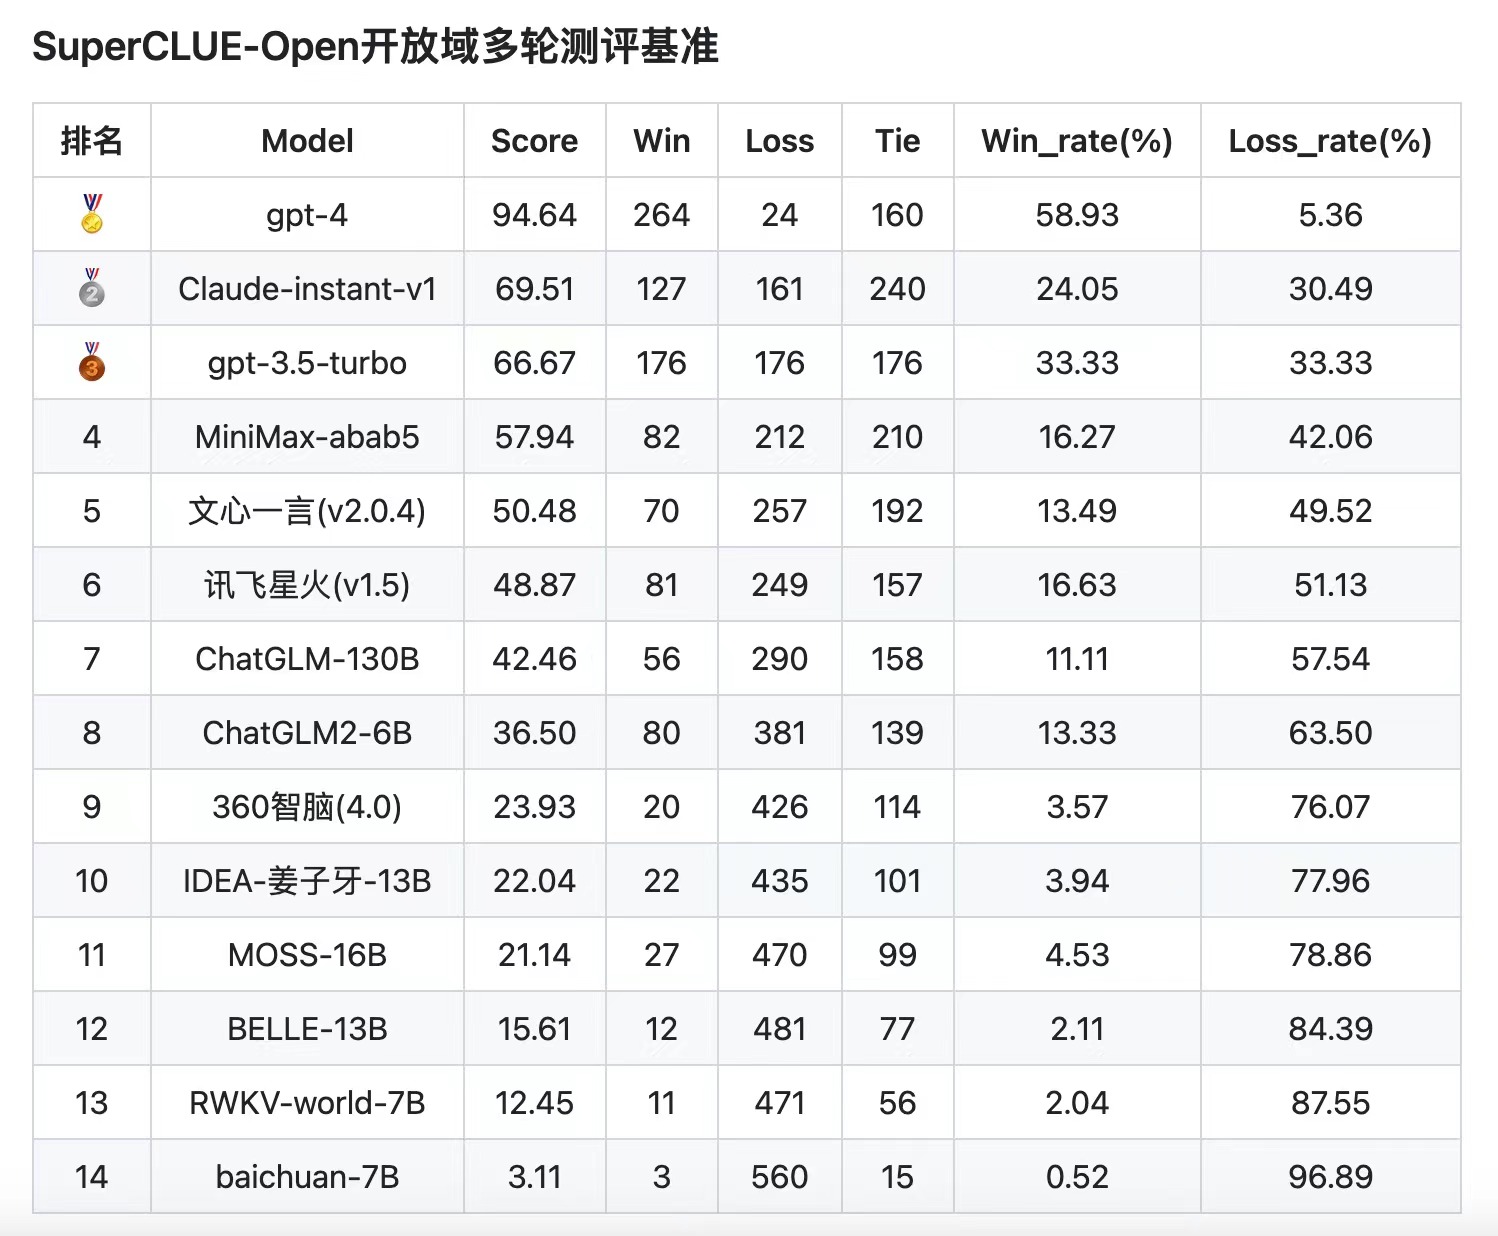 SuperCLUE-Open开放域多轮测评基准
排名 Model Score Win Loss Tie Win_rate(%) Loss_rate(%)
gpt-4 94.64 264 24 160 58.93 5.36
2 Claude-instant-v1 69.51 127 161 240 24.05 30.49
3 gpt-3.5-turbo 66.67 176 176 176 33.33 33.33
4 MiniMax-abab5 57.94 82 212 210 16.27 42.06
5 文心一言(v2.0.4) 50.48 70 257 192 13.49 49.52
6 讯飞星火(v1.5) 48.87 81 249 157 16.63 51.13
7 ChatGLM-130B 42.46 56 290 158 11.11 57.54
8 ChatGLM2-6B 36.50 80 381 139 13.33 63.50
9 360智脑(4.0) 23.93 20 426 114 3.57 76.07
10 IDEA-姜子牙-13B 22.04 22 435 101 3.94 77.96
11 MOSS-16B 21.14 27 470 99 4.53 78.86
12 BELLE-13B 15.61 12 481 77 2.11 84.39
13 RWKV-world-7B 12.45 11 471 56 2.04 87.55
14 baichuan-7B 3.11 3 560 15 0.52 96.89